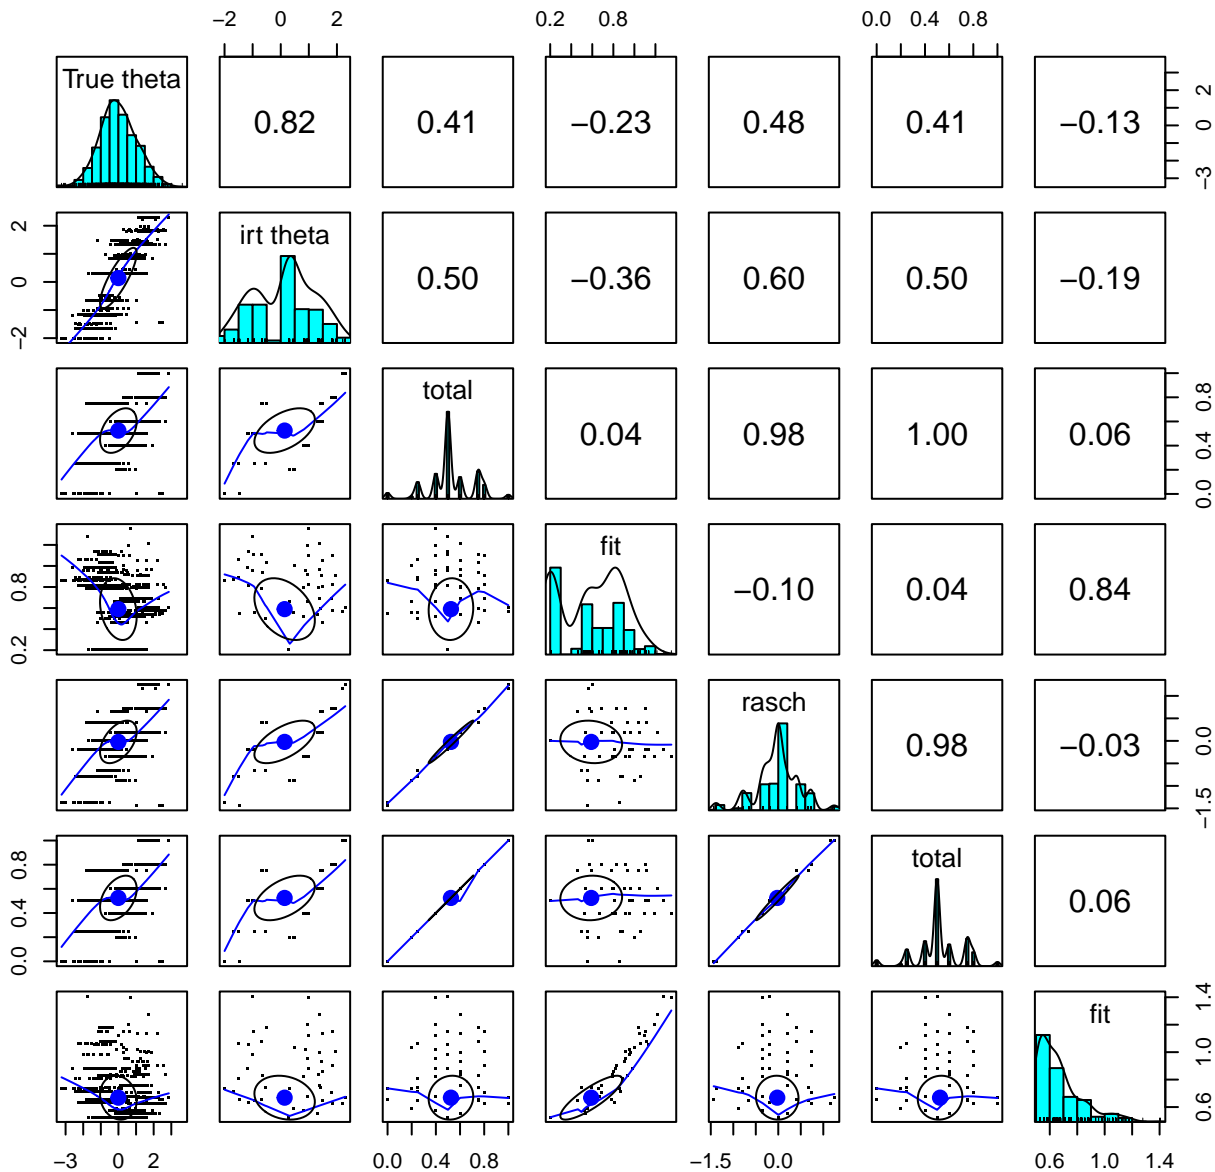 −2 0 2 0.2 0.8 0.0 0.4 0.8
True theta
0.82 0.41 −0.23 0.48 0.41 −0.13
−3 0 2
irt theta
0.50 −0.36 0.60 0.50 −0.19
−2 0 2
total
0.04 0.98 1.00 0.06
0.0 0.4 0.8
fit
−0.10 0.04 0.84
0.2 0.8
rasch
0.98 −0.03
−1.5 0.0
total
0.06
0.0 0.4 0.8
fit
0.6 1.0 1.4
−3 0 2 0.0 0.4 0.8 −1.5 0.0 0.6 1.0 1.4